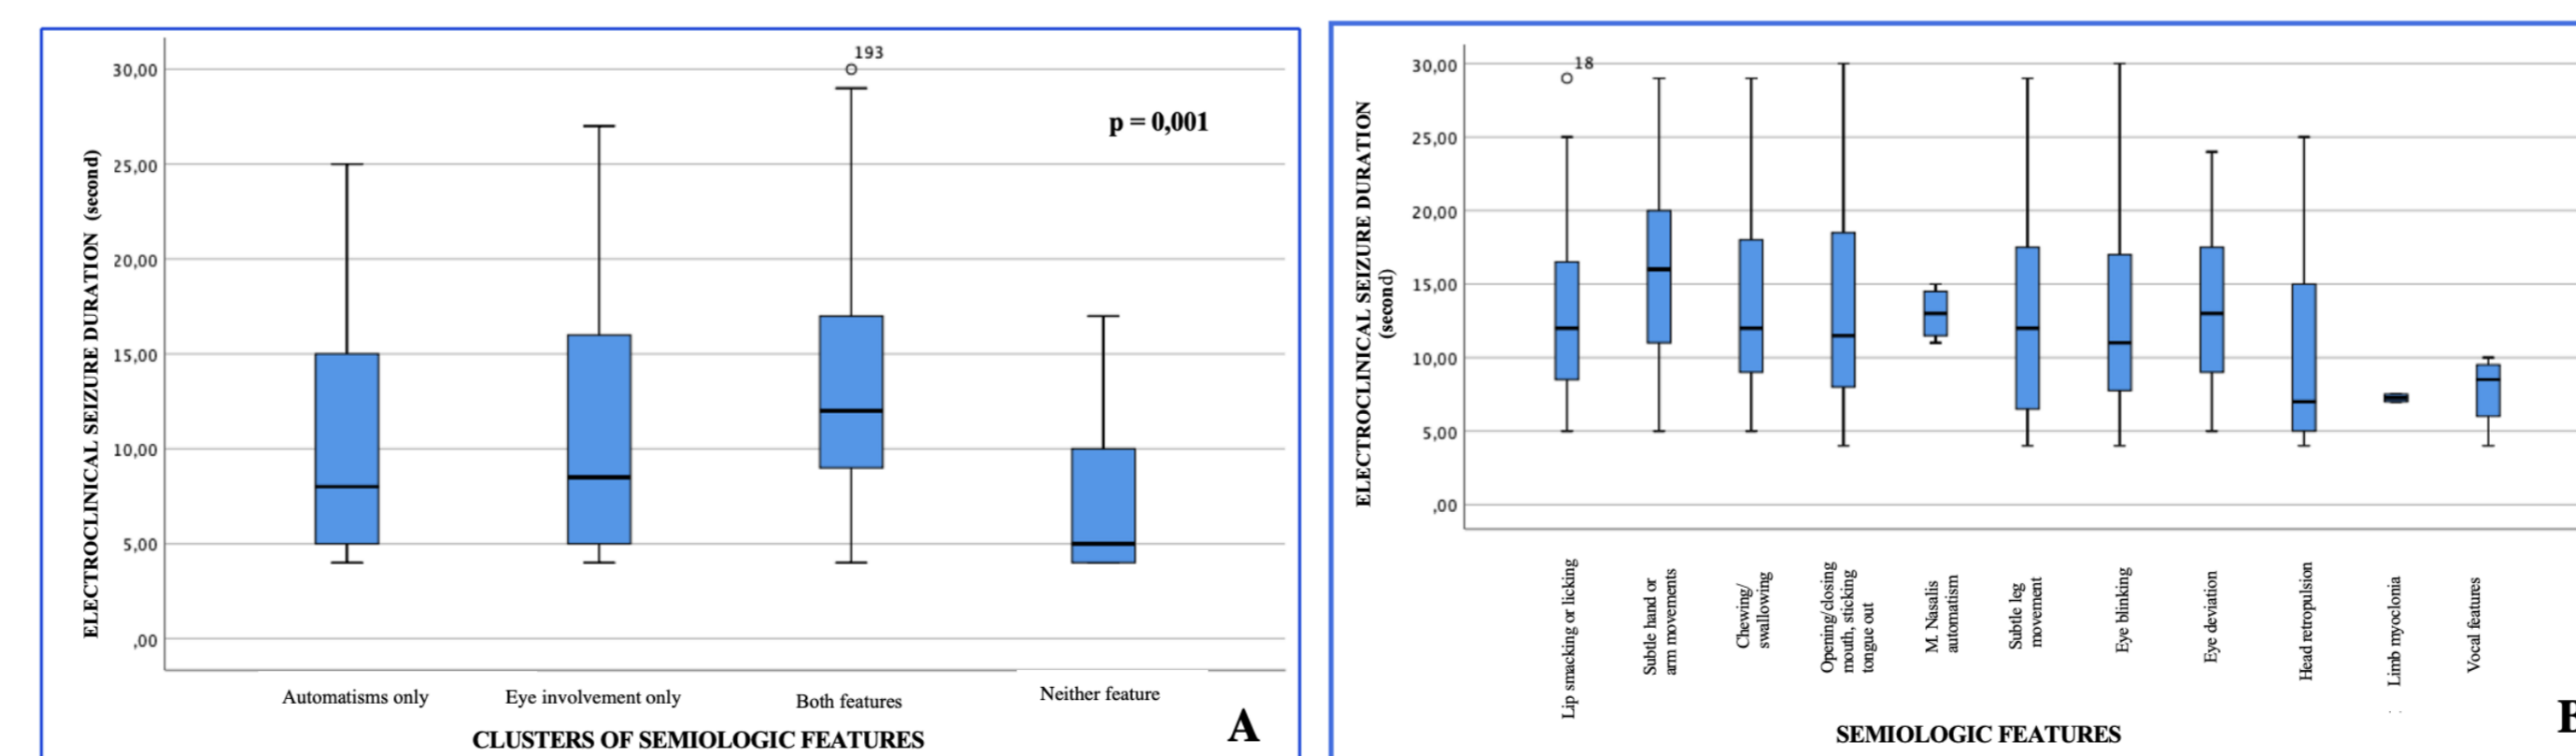 193
30,00
25,00
20,00
15,00
10,00
5,00
,00
p = 0,001
ELECTROCLINICAL SEIZURE DURATION (second)
Automatisms only
Eye involvement only
Both features
Neither feature
CLUSTERS OF SEMIOLOGIC FEATURES
A
18
30,00
25,00
20,00
15,00
10,00
5,00
,00
ELECTROCLINICAL SEIZURE DURATION
(second)
Lip smacking or licking
Subtle hand or
arm movements
Chewing/
swallowing
Opening/closing
mouth, sticking
tongue out
M. Nasalis
automatism
Subtle leg
movement
Eye blinking
Eye deviation
Head retropulsion
Limb myoclonia
Vocal features
SEMIOLOGIC FEATURES